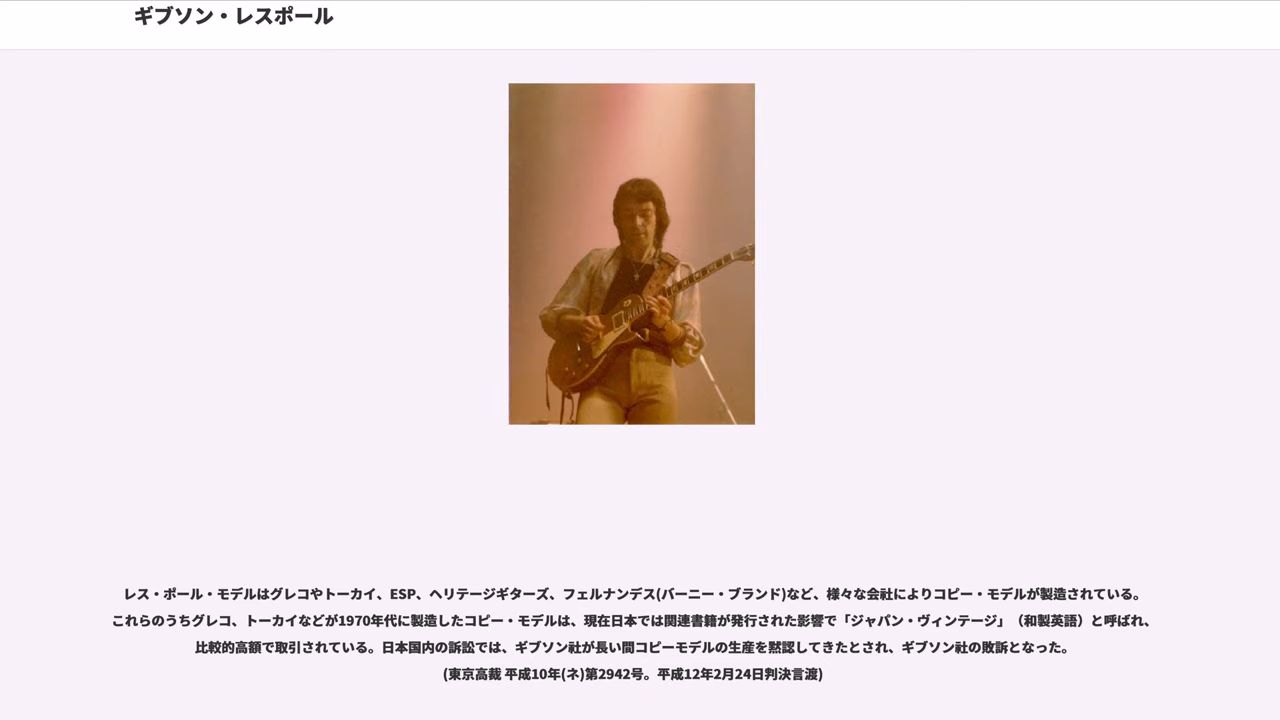 ギブソン・レスポール
レス・ポール・モデルはグレコやトーカイ、ESP、ヘリテージギターズ、フェルナンデス(バーニー・ブランド)など、様々な会社によりコピー・モデルが製造されている。
これらのうちグレコ、トーカイなどが1970年代に製造したコピー・モデルは、現在日本では関連書籍が発行された影響で「ジャパン・ヴィンテージ」（和製英語）と呼ばれ、
比較的高額で取引されている。日本国内の訴訟では、ギブソン社が長い間コピーモデルの生産を黙認してきたとされ、ギブソン社の敗訴となった。
(東京高裁 平成10年(ネ)第2942号。平成12年2月24日判決言渡)